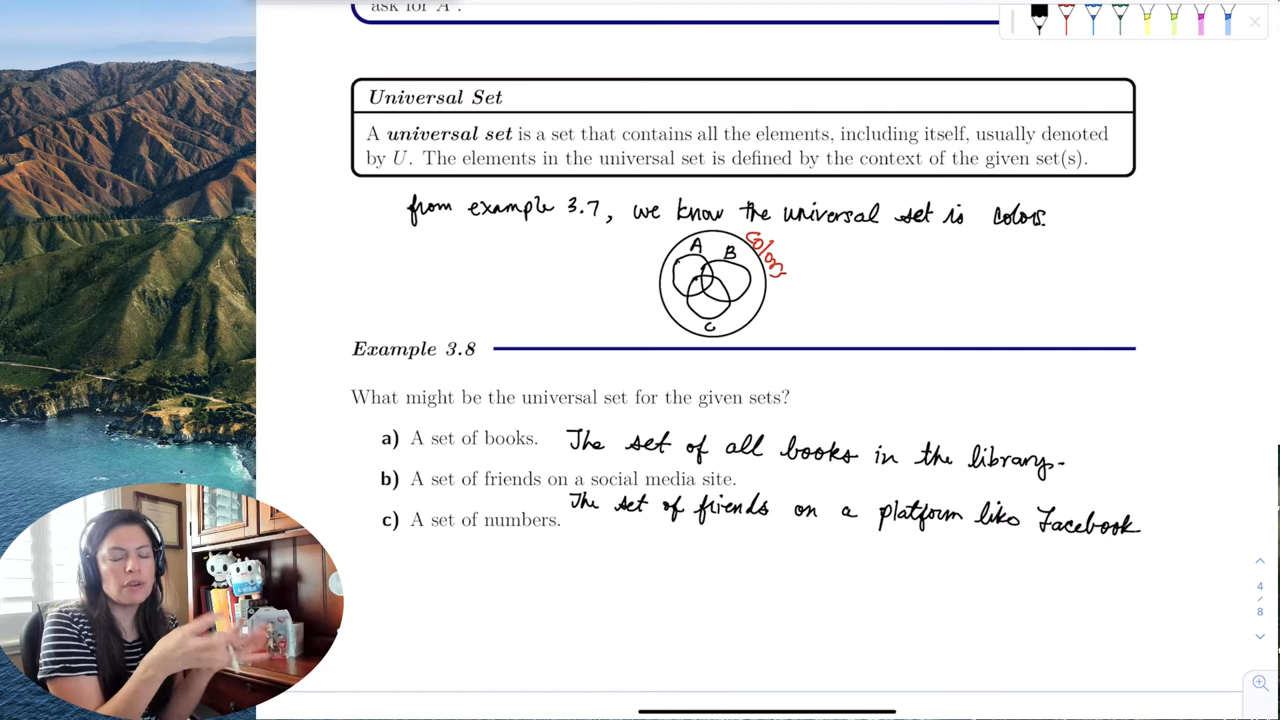 ask for A .
Universal Set
A universal set is a set that contains all the elements, including itself, usually denoted
by U. The elements in the universal set is defined by the context of the given set(s).
from example 3.7, we know the universal set is colors.
Colors
A
B
C
Example 3.8
What might be the universal set for the given sets?
a) A set of books. The set of all books in the library.
b) A set of friends on a social media site.
The set of friends on a platform like Facebook
c) A set of numbers.
4
/
8